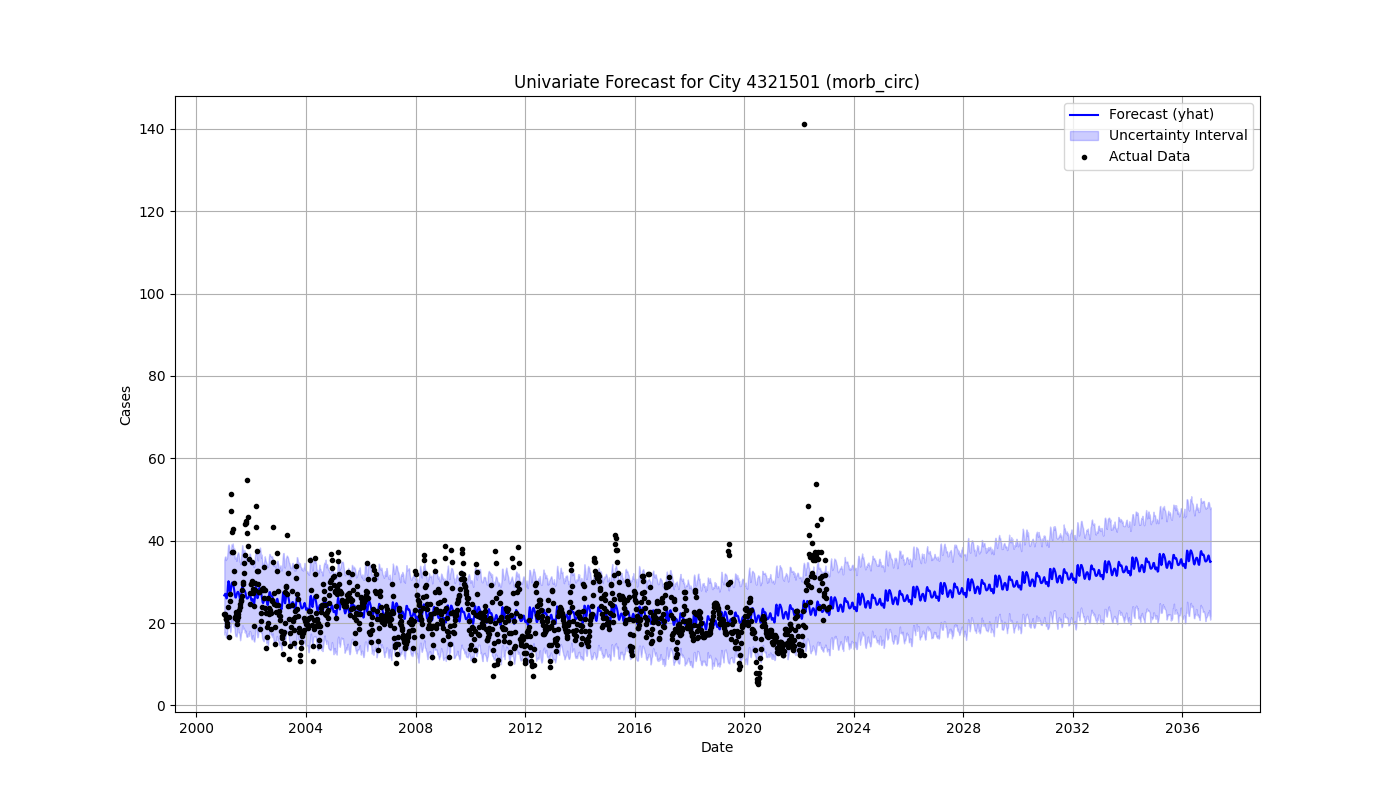 Univariate Forecast for City 4321501 (morb_circ)
Forecast (yhat)
Uncertainty Interval
Actual Data
140
120
100
80
60
40
20
0
Cases
2000 2004 2008 2012 2016 2020 2024 2028 2032 2036
Date